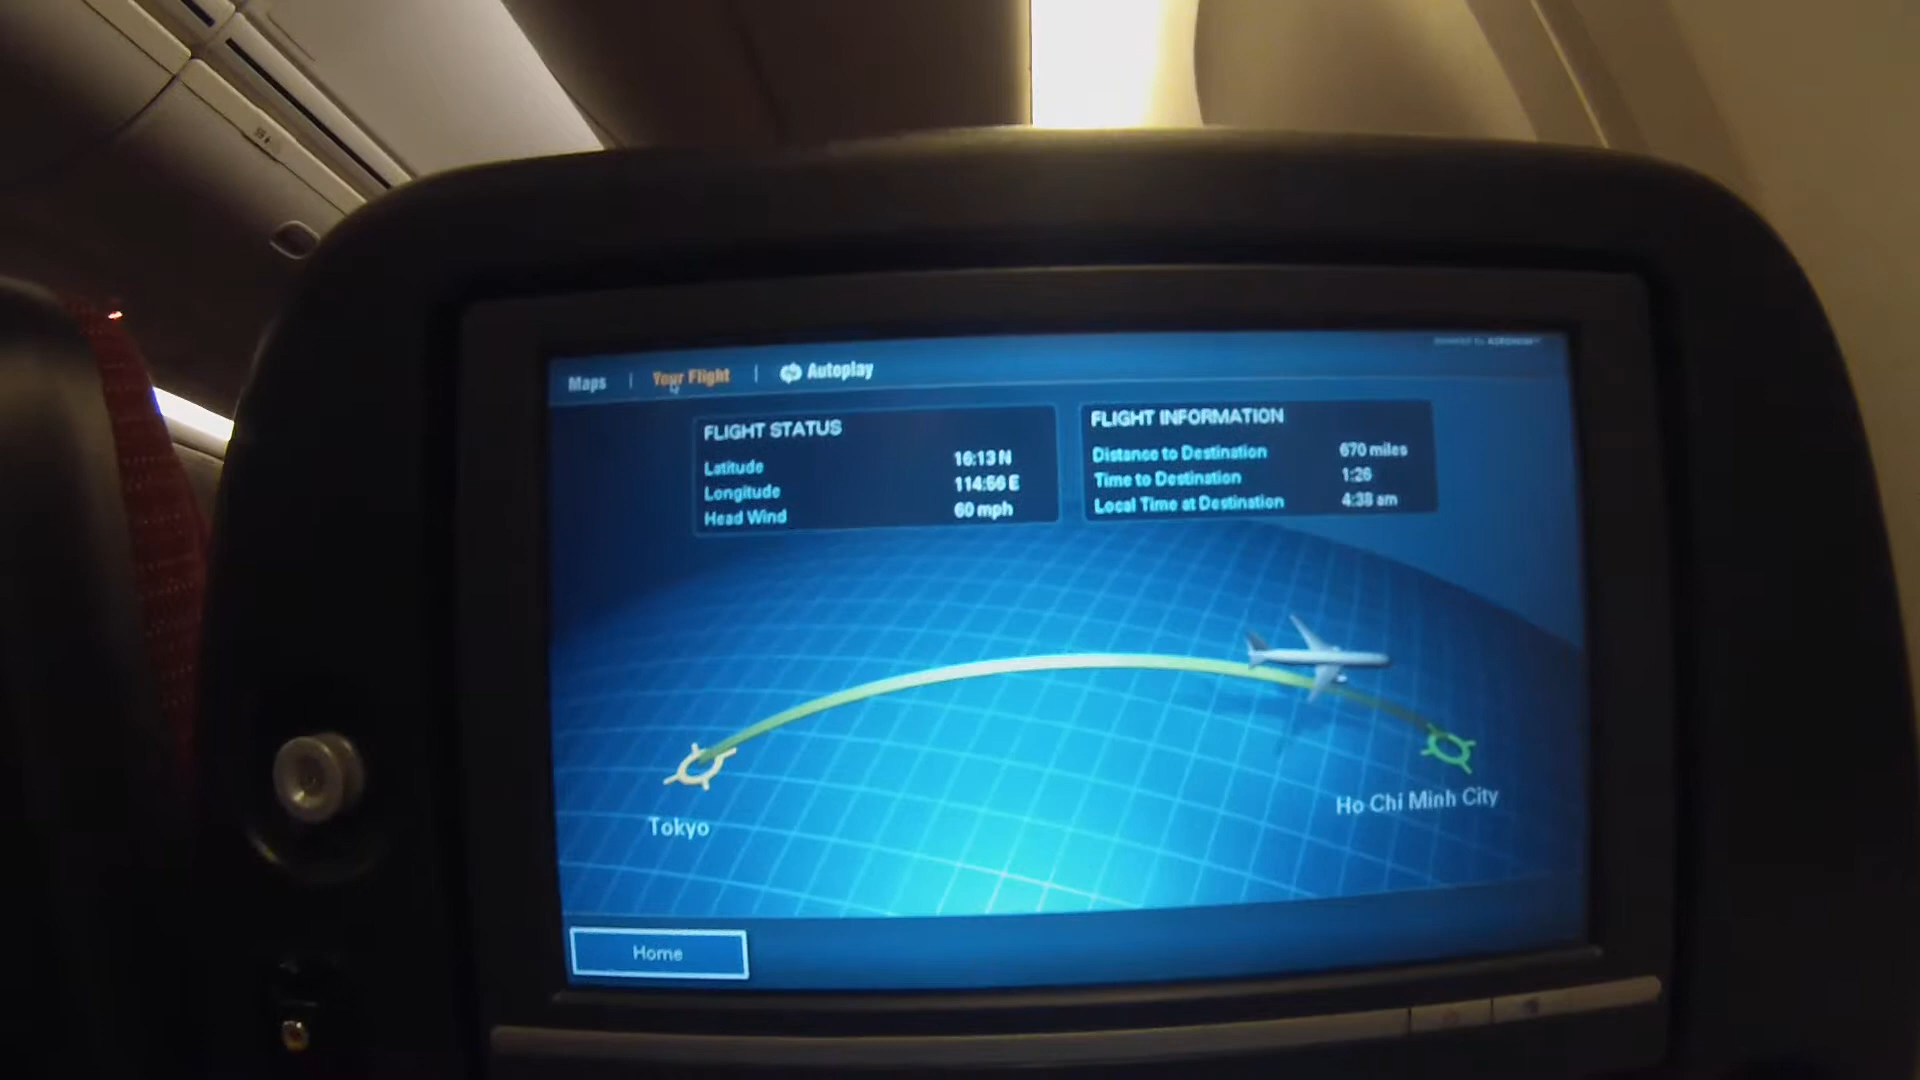 Maps | Your Flight | Autoplay
FLIGHT STATUS
Latitude 16:13 N
Longitude 114:56 E
Head Wind 60 mph
FLIGHT INFORMATION
Distance to Destination 670 miles
Time to Destination 1:26
Local Time at Destination 4:38 am
Tokyo
Ho Chi Minh City
Home